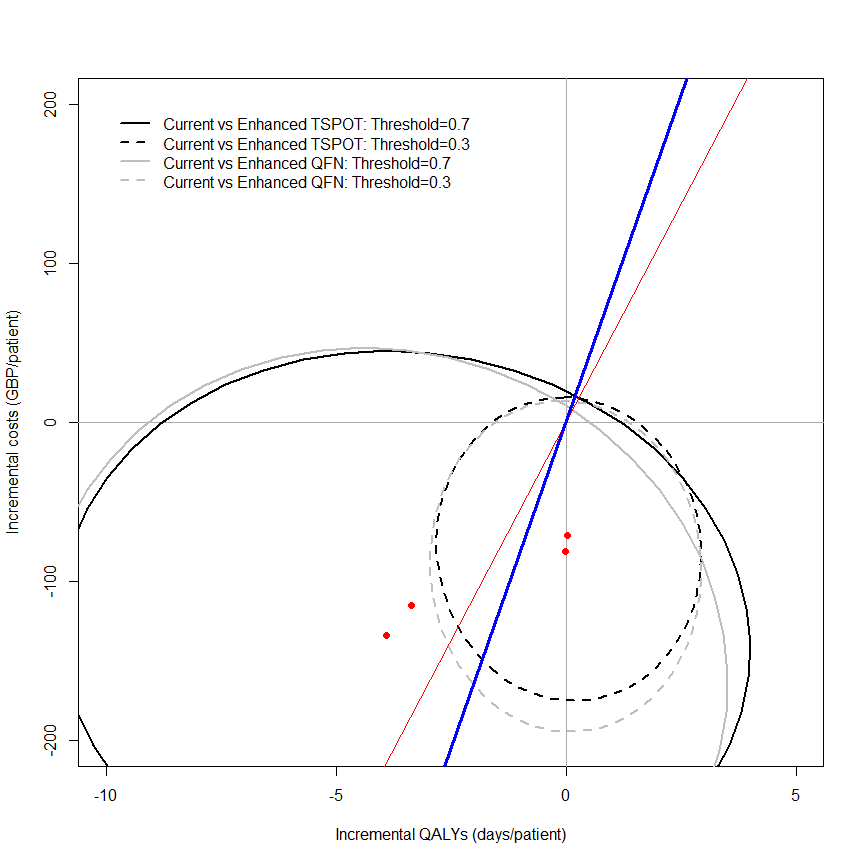 Current vs Enhanced TSPOT: Threshold=0.7
Current vs Enhanced TSPOT: Threshold=0.3
Current vs Enhanced QFN: Threshold=0.7
Current vs Enhanced QFN: Threshold=0.3
Incremental costs (GBP/patient)
200
100
0
-100
-200
-10
-5
0
5
Incremental QALYs (days/patient)